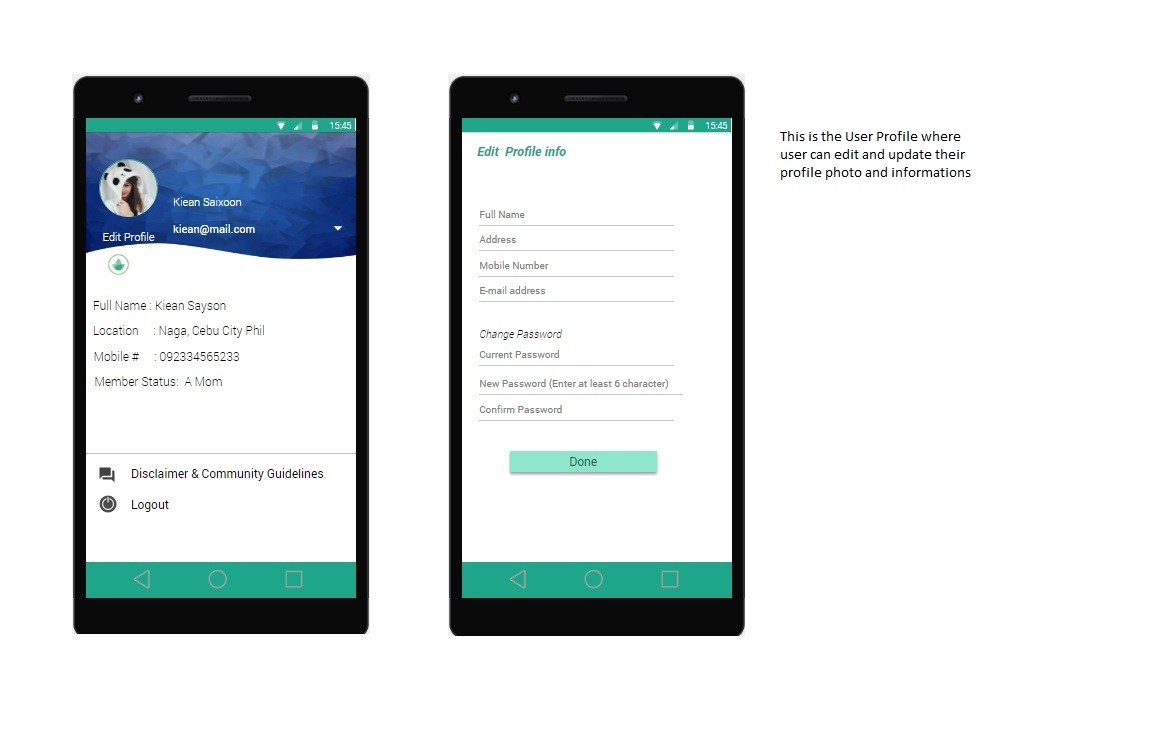 15:45
Kiean Saixoon
kiean@mail.com
Edit Profile
Full Name : Kiean Sayson
Location : Naga, Cebu City Phil
Mobile # : 092334565233
Member Status: A Mom
Disclaimer & Community Guidelines
Logout
15:45
Edit Profile info
Full Name
Address
Mobile Number
E-mail address
Change Password
Current Password
New Password (Enter at least 6 character)
Confirm Password
Done
This is the User Profile where
user can edit and update their
profile photo and informations